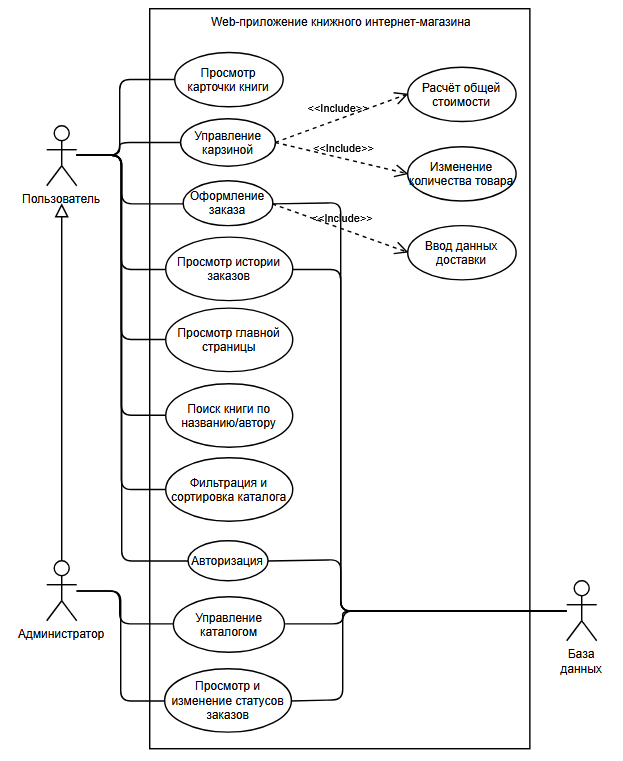 Web-приложение книжного интернет-магазина
Просмотр
карточки книги
Расчёт общей
стоимости
<<Include>>
Управление
карзиной
<<Include>>
Изменение
количества товара
Пользователь
Оформление
заказа
<<Include>>
Ввод данных
доставки
Просмотр истории
заказов
Просмотр главной
страницы
Поиск книги по
названию/автору
Фильтрация и
сортировка каталога
Авторизация
Администратор
Управление
каталогом
База
данных
Просмотр и
изменение статусов
заказов